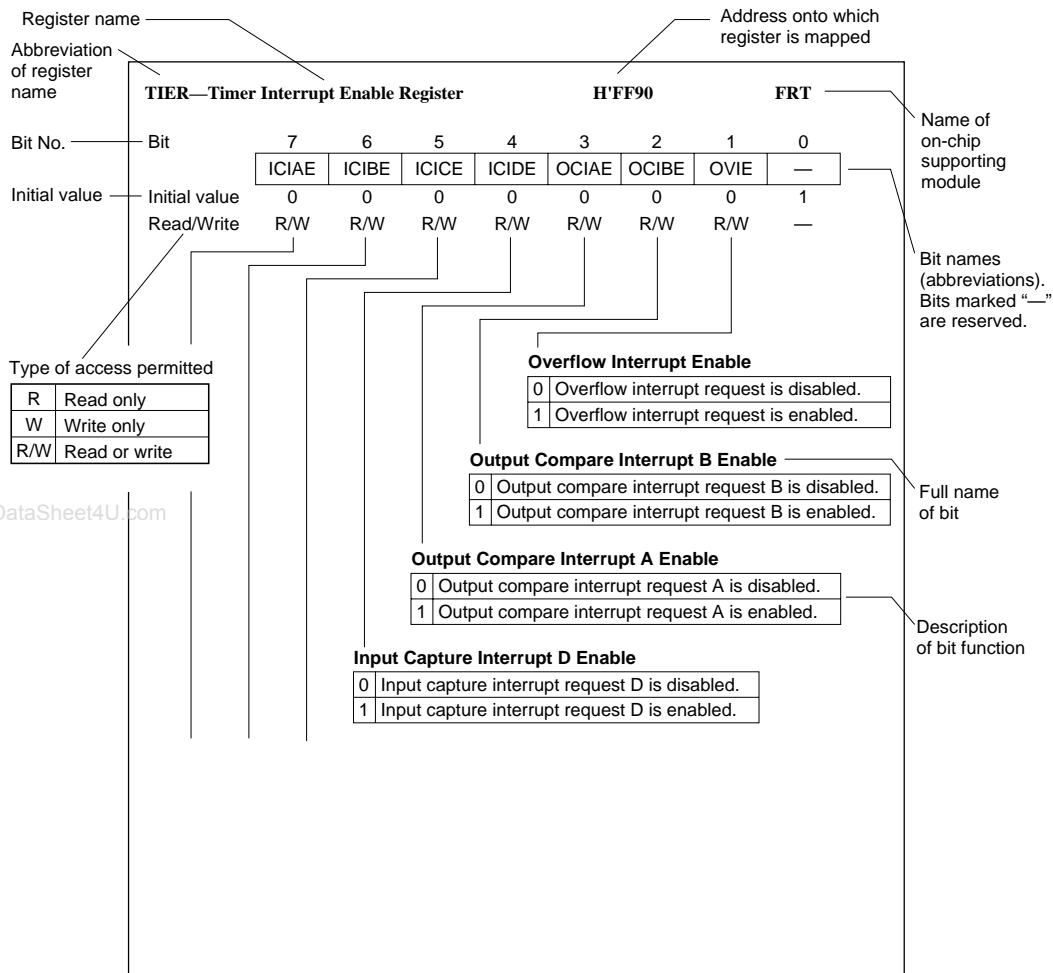 Register name
Address onto which
register is mapped
Abbreviation
of register
name
TIER—Timer Interrupt Enable Register H'FF90 FRT
Name of
on-chip
supporting
module
Bit No. Bit 7 6 5 4 3 2 1 0
ICIAE ICIBE ICICE ICIDE OCIAE OCIBE OVIE —
Initial value Initial value 0 0 0 0 0 0 0 1
Read/Write R/W R/W R/W R/W R/W R/W R/W —
Bit names
(abbreviations).
Bits marked “—”
are reserved.
Type of access permitted
R Read only
W Write only
R/W Read or write
Overflow Interrupt Enable
0 Overflow interrupt request is disabled.
1 Overflow interrupt request is enabled.
Output Compare Interrupt B Enable
0 Output compare interrupt request B is disabled.
1 Output compare interrupt request B is enabled.
Full name
of bit
DataSheet4U.com
Output Compare Interrupt A Enable
0 Output compare interrupt request A is disabled.
1 Output compare interrupt request A is enabled.
Description
of bit function
Input Capture Interrupt D Enable
0 Input capture interrupt request D is disabled.
1 Input capture interrupt request D is enabled.